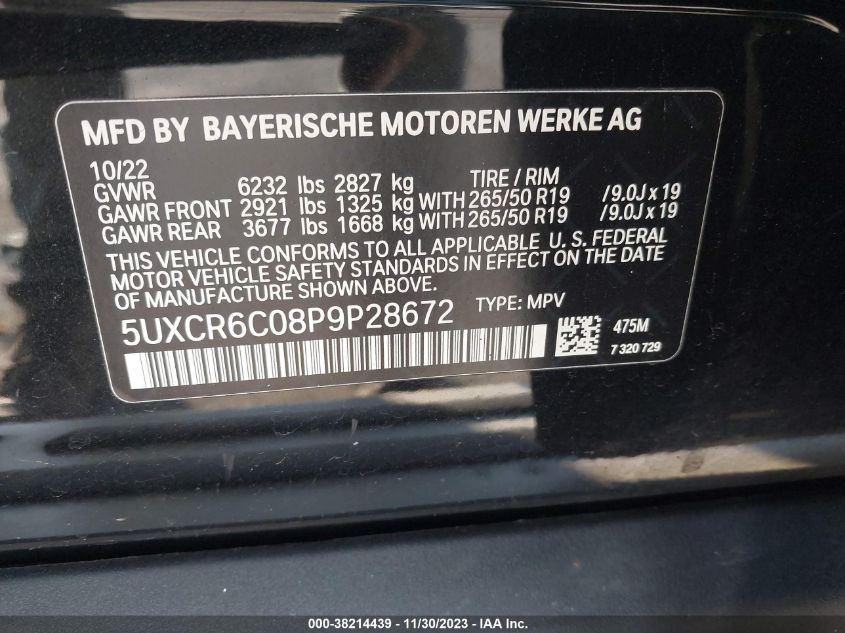 MFD BY BAYERISCHE MOTOREN WERKE AG
10/22
GVWR 6232 lbs 2827 kg TIRE / RIM
GAWR FRONT 2921 lbs 1325 kg WITH 265/50 R19 /9.0J x 19
GAWR REAR 3677 lbs 1668 kg WITH 265/50 R19 /9.0J x 19
THIS VEHICLE CONFORMS TO ALL APPLICABLE U. S. FEDERAL
MOTOR VEHICLE SAFETY STANDARDS IN EFFECT ON THE DATE
OF MANUFACTURE SHOWN ABOVE.
5UXCR6C08P9P28672 TYPE: MPV
475M
7 320 729
000-38214439 - 11/30/2023 - IAA Inc.